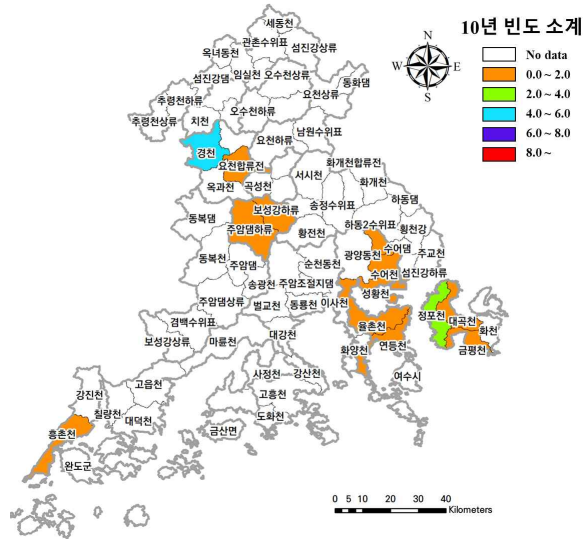 10년 빈도 소계
No data
0.0 ~ 2.0
2.0 ~ 4.0
4.0 ~ 6.0
6.0 ~ 8.0
8.0 ~
N
W
E
S
세동천
관촌수위표
옥녀동천
섬진강상류
임실천
오수천상류
섬진강댐
동화댐
추령천하류
요천상류
추령천상류
오수천하류
치천
남원수위표
요천하류
경천
화개천합류전
요천합류전
서시천
화개천
옥과천
곡성천
하동댐
보성강하류
송정수위표
동복댐
하동2수위표
횡천강
주암댐하류
황전천
수어댐
광양동천
주교천
동복천
순천동천
주암댐
수어천
섬진강하류
송광천
주암조절지댐
성황천
주암댐상류
벌교천
동룡천
이사천
정포천
대곡천
겸백수위표
율촌천
화천
대강천
보성강상류
마륜천
연등천
금평천
화양천
사정천
강산천
여수시
고읍천
강진천
고흥천
칠량천
대덕천
도화천
흥촌천
금산면
완도군
0 5 10 20 30 40
Kilometers